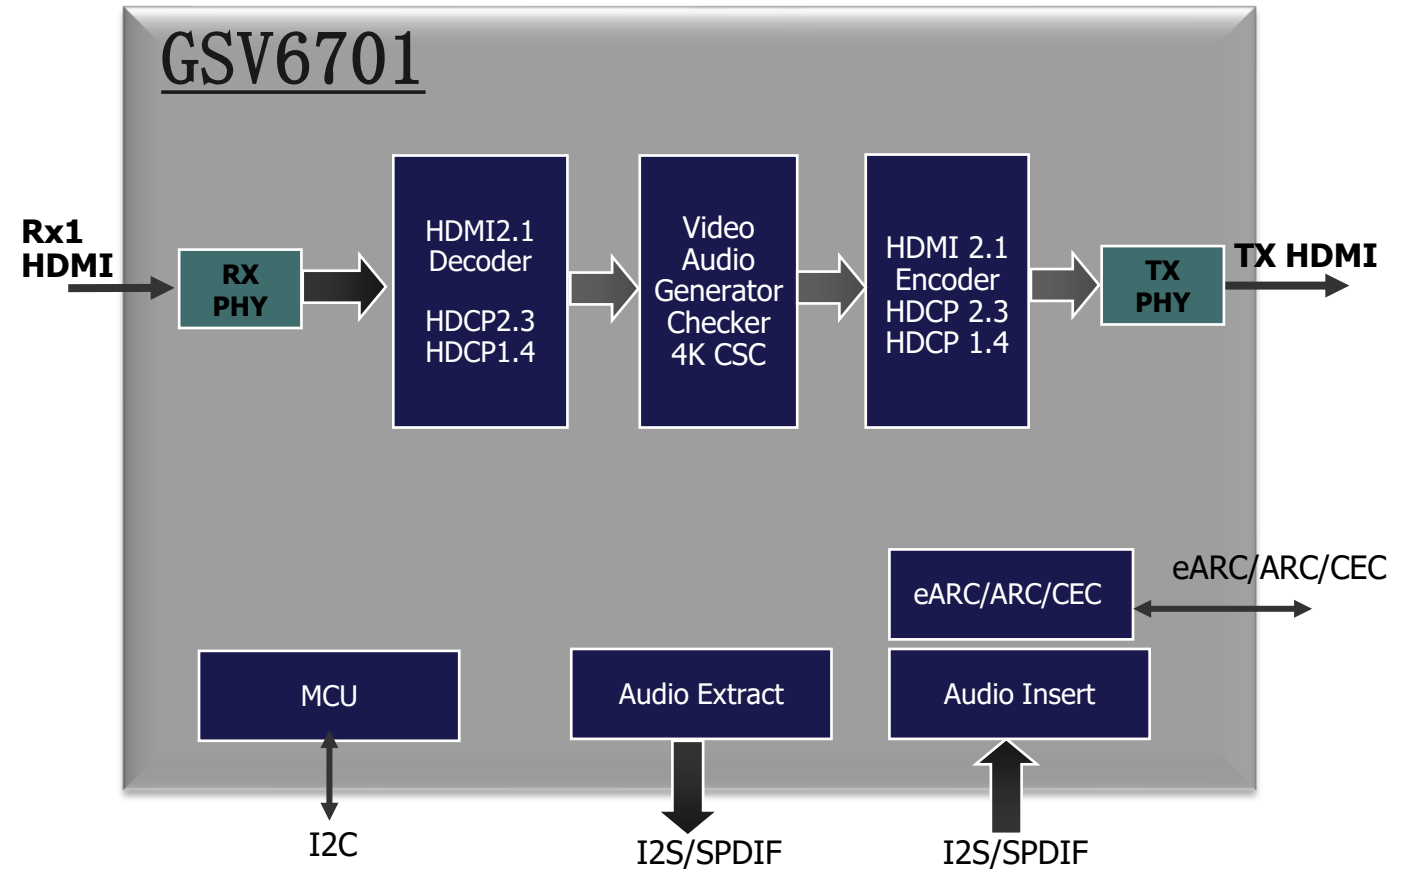 GSV6701
Rx1
HDMI
RX
PHY
HDMI2.1
Decoder
HDCP2.3
HDCP1.4
Video
Audio
Generator
Checker
4K CSC
HDMI 2.1
Encoder
HDCP 2.3
HDCP 1.4
TX
PHY
TX HDMI
eARC/ARC/CEC
eARC/ARC/CEC
MCU
Audio Extract
Audio Insert
I2C
I2S/SPDIF
I2S/SPDIF